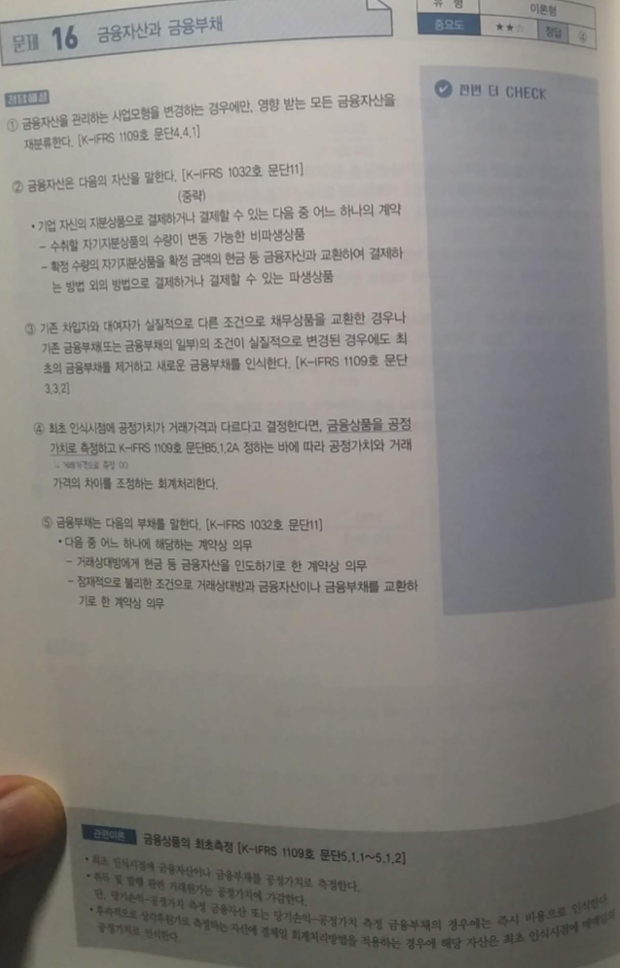 유 형 이론형
문제 16 금융자산과 금융부채
중요도 ★★☆ 정답 ④
정답해설
한번 더 CHECK
① 금융자산을 관리하는 사업모형을 변경하는 경우에만, 영향 받는 모든 금융자산을
재분류한다. [K-IFRS 1109호 문단4.4.1]
② 금융자산은 다음의 자산을 말한다. [K-IFRS 1032호 문단11]
(중략)
• 기업 자신의 지분상품으로 결제하거나 결제할 수 있는 다음 중 어느 하나의 계약
- 수취할 자기지분상품의 수량이 변동 가능한 비파생상품
- 확정 수량의 자기지분상품을 확정 금액의 현금 등 금융자산과 교환하여 결제하
는 방법 외의 방법으로 결제하거나 결제할 수 있는 파생상품
③ 기존 차입자와 대여자가 실질적으로 다른 조건으로 채무상품을 교환한 경우나
기존 금융부채(또는 금융부채의 일부)의 조건이 실질적으로 변경된 경우에도 최
초의 금융부채를 제거하고 새로운 금융부채를 인식한다. [K-IFRS 1109호 문단
3.3.2]
④ 최초 인식시점에 공정가치가 거래가격과 다르다고 결정한다면, 금융상품을 공정
가치로 측정하고 K-IFRS 1109호 문단B5.1.2A 정하는 바에 따라 공정가치와 거래
거래가격으로 측정 (X)
가격의 차이를 조정하는 회계처리한다.
⑤ 금융부채는 다음의 부채를 말한다. [K-IFRS 1032호 문단11]
• 다음 중 어느 하나에 해당하는 계약상 의무
- 거래상대방에게 현금 등 금융자산을 인도하기로 한 계약상 의무
- 잠재적으로 불리한 조건으로 거래상대방과 금융자산이나 금융부채를 교환하
기로 한 계약상 의무
관련이론 금융상품의 최초측정 [K-IFRS 1109호 문단5.1.1~5.1.2]
• 최초 인식시점에 금융자산이나 금융부채를 공정가치로 측정한다.
• 취득 및 발행 관련 거래원가는 공정가치에 가감한다.
단, 당기손익-공정가치 측정 금융자산 또는 당기손익-공정가치 측정 금융부채의 경우에는 즉시 비용으로 인식한다.
• 후속적으로 상각후원가로 측정하는 자산에 결제일 회계처리방법을 적용하는 경우에 해당 자산은 최초 인식시점에 매매일의
공정가치로 인식한다.